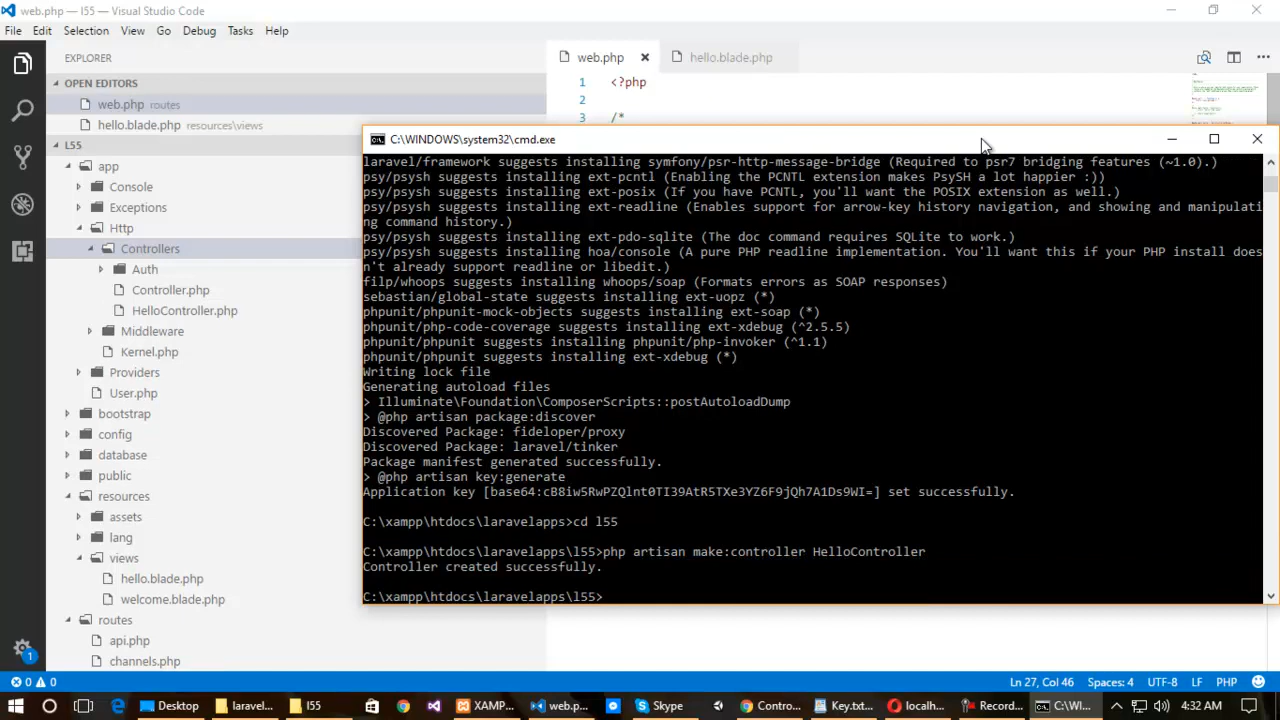 web.php — l55 — Visual Studio Code
File Edit Selection View Go Debug Tasks Help
EXPLORER
OPEN EDITORS
web.php routes
hello.blade.php resources\views
L55
app
Console
Exceptions
Http
Controllers
Auth
Controller.php
HelloController.php
Middleware
Kernel.php
Providers
User.php
bootstrap
config
database
public
resources
assets
lang
views
hello.blade.php
welcome.blade.php
routes
api.php
channels.php
web.php hello.blade.php
1 <?php
2
3 /*
C:\WINDOWS\system32\cmd.exe
laravel/framework suggests installing symfony/psr-http-message-bridge (Required to psr7 bridging features (~1.0).)
psy/psysh suggests installing ext-pcntl (Enabling the PCNTL extension makes PsySH a lot happier :))
psy/psysh suggests installing ext-posix (If you have PCNTL, you'll want the POSIX extension as well.)
psy/psysh suggests installing ext-readline (Enables support for arrow-key history navigation, and showing and manipulati
ng command history.)
psy/psysh suggests installing ext-pdo-sqlite (The doc command requires SQLite to work.)
psy/psysh suggests installing hoa/console (A pure PHP readline implementation. You'll want this if your PHP install does
n't already support readline or libedit.)
filp/whoops suggests installing whoops/soap (Formats errors as SOAP responses)
sebastian/global-state suggests installing ext-uopz (*)
phpunit/phpunit-mock-objects suggests installing ext-soap (*)
phpunit/php-code-coverage suggests installing ext-xdebug (^2.5.5)
phpunit/phpunit suggests installing phpunit/php-invoker (^1.1)
phpunit/phpunit suggests installing ext-xdebug (*)
Writing lock file
Generating autoload files
> Illuminate\Foundation\ComposerScripts::postAutoloadDump
> @php artisan package:discover
Discovered Package: fideloper/proxy
Discovered Package: laravel/tinker
Package manifest generated successfully.
> @php artisan key:generate
Application key [base64:cB8iw5RwPZQlnt0TI39AtR5TXe3YZ6F9jQh7A1Ds9WI=] set successfully.
C:\xampp\htdocs\laravelapps>cd l55
C:\xampp\htdocs\laravelapps\l55>php artisan make:controller HelloController
Controller created successfully.
C:\xampp\htdocs\laravelapps\l55>
0 0 Ln 27, Col 46 Spaces: 4 UTF-8 LF PHP
1
Desktop laravel... l55 XAMP... web.p... Skype Contro... Key.txt... localh... Record... C:\WI... 4:32 AM